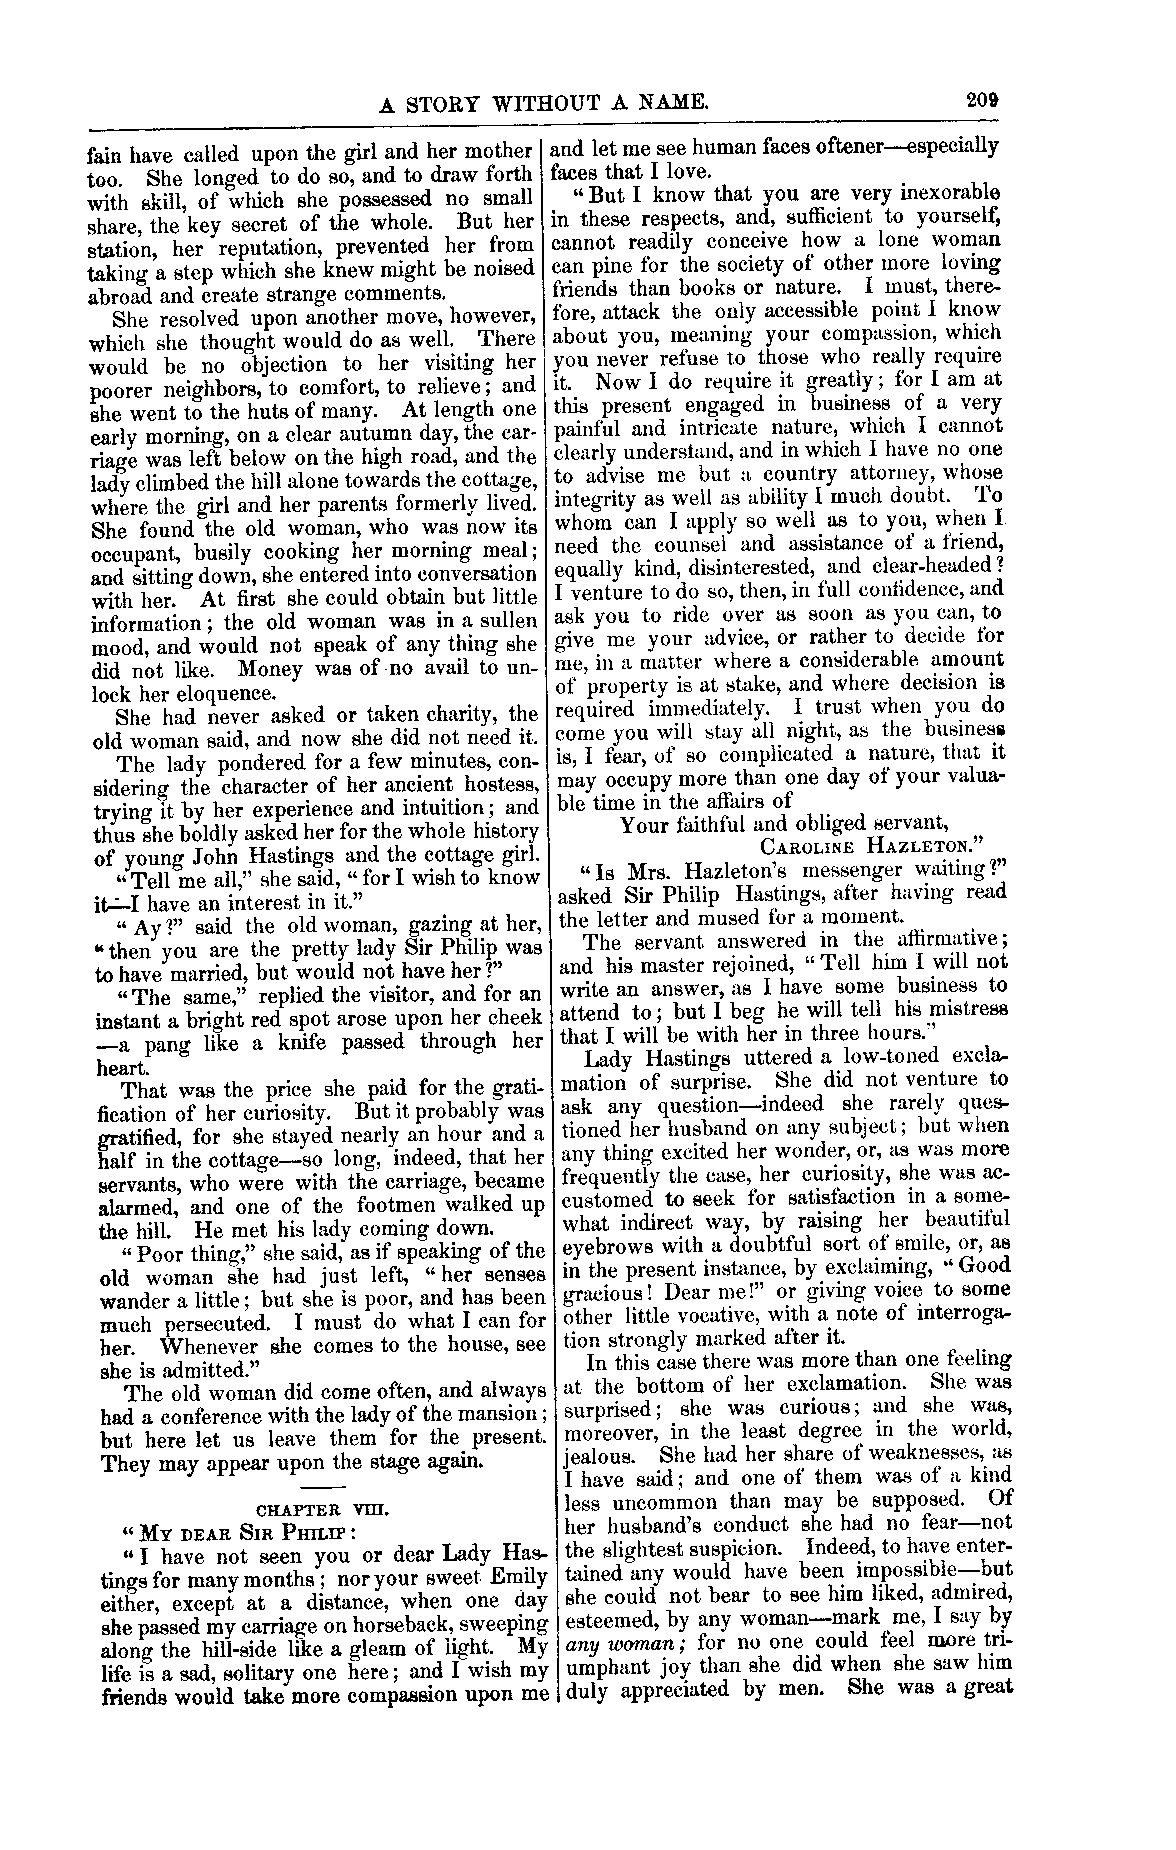 A STORY WITHOUT A NAME. 209
fain have called upon the girl and her mother
too. She longed to do so, and to draw forth
with skill, of which she possessed no small
share, the key secret of the whole. But her
station, her reputation, prevented her from
taking a step which she knew might be noised
abroad and create strange comments.
She resolved upon another move, however,
which she thought would do as well. There
would be no objection to her visiting her
poorer neighbors, to comfort, to relieve; and
she went to the huts of many. At length one
early morning, on a clear autumn day, the car-
riage was left below on the high road, and the
lady climbed the hill alone towards the cottage,
where the girl and her parents formerly lived.
She found the old woman, who was now its
occupant, busily cooking her morning meal;
and sitting down, she entered into conversation
with her. At first she could obtain but little
information; the old woman was in a sullen
mood, and would not speak of any thing she
did not like. Money was of no avail to un-
lock her eloquence.
She had never asked or taken charity, the
old woman said, and now she did not need it.
The lady pondered for a few minutes, con-
sidering the character of her ancient hostess,
trying it by her experience and intuition; and
thus she boldly asked her for the whole history
of young John Hastings and the cottage girl.
"Tell me all," she said, "for I wish to know
it—I have an interest in it."
"Ay?" said the old woman, gazing at her,
"then you are the pretty lady Sir Philip was
to have married, but would not have her?"
"The same," replied the visitor, and for an
instant a bright red spot arose upon her cheek
—a pang like a knife passed through her
heart.
That was the price she paid for the grati-
fication of her curiosity. But it probably was
gratified, for she stayed nearly an hour and a
half in the cottage—so long, indeed, that her
servants, who were with the carriage, became
alarmed, and one of the footmen walked up
the hill. He met his lady coming down.
"Poor thing," she said, as if speaking of the
old woman she had just left, "her senses
wander a little; but she is poor, and has been
much persecuted. I must do what I can for
her. Whenever she comes to the house, see
she is admitted."
The old woman did come often, and always
had a conference with the lady of the mansion;
but here let us leave them for the present.
They may appear upon the stage again.
CHAPTER VIII.
"MY DEAR SIR PHILIP:
"I have not seen you or dear Lady Has-
tings for many months; nor your sweet Emily
either, except at a distance, when one day
she passed my carriage on horseback, sweeping
along the hill-side like a gleam of light. My
life is a sad, solitary one here; and I wish my
friends would take more compassion upon me
and let me see human faces oftener—especially
faces that I love.
"But I know that you are very inexorable
in these respects, and, sufficient to yourself,
cannot readily conceive how a lone woman
can pine for the society of other more loving
friends than books or nature. I must, there-
fore, attack the only accessible point I know
about you, meaning your compassion, which
you never refuse to those who really require
it. Now I do require it greatly; for I am at
this present engaged in business of a very
painful and intricate nature, which I cannot
clearly understand, and in which I have no one
to advise me but a country attorney, whose
integrity as well as ability I much doubt. To
whom can I apply so well as to you, when I
need the counsel and assistance of a friend,
equally kind, disinterested, and clear-headed?
I venture to do so, then, in full confidence, and
ask you to ride over as soon as you can, to
give me your advice, or rather to decide for
me, in a matter where a considerable amount
of property is at stake, and where decision is
required immediately. I trust when you do
come you will stay all night, as the business
is, I fear, of so complicated a nature, that it
may occupy more than one day of your valua-
ble time in the affairs of
Your faithful and obliged servant,
CAROLINE HAZLETON."
"Is Mrs. Hazleton's messenger waiting?"
asked Sir Philip Hastings, after having read
the letter and mused for a moment.
The servant answered in the affirmative;
and his master rejoined, "Tell him I will not
write an answer, as I have some business to
attend to; but I beg he will tell his mistress
that I will be with her in three hours."
Lady Hastings uttered a low-toned excla-
mation of surprise. She did not venture to
ask any question—indeed she rarely ques-
tioned her husband on any subject; but when
any thing excited her wonder, or, as was more
frequently the case, her curiosity, she was ac-
customed to seek for satisfaction in a some-
what indirect way, by raising her beautiful
eyebrows with a doubtful sort of smile, or, as
in the present instance, by exclaiming, "Good
gracious! Dear me!" or giving voice to some
other little vocative, with a note of interroga-
tion strongly marked after it.
In this case there was more than one feeling
at the bottom of her exclamation. She was
surprised; she was curious; and she was,
moreover, in the least degree in the world,
jealous. She had her share of weaknesses, as
I have said; and one of them was of a kind
less uncommon than may be supposed. Of
her husband's conduct she had no fear—not
the slightest suspicion. Indeed, to have enter-
tained any would have been impossible—but
she could not bear to see him liked, admired,
esteemed, by any woman—mark me, I say by
any woman; for no one could feel more tri-
umphant joy than she did when she saw him
duly appreciated by men. She was a great